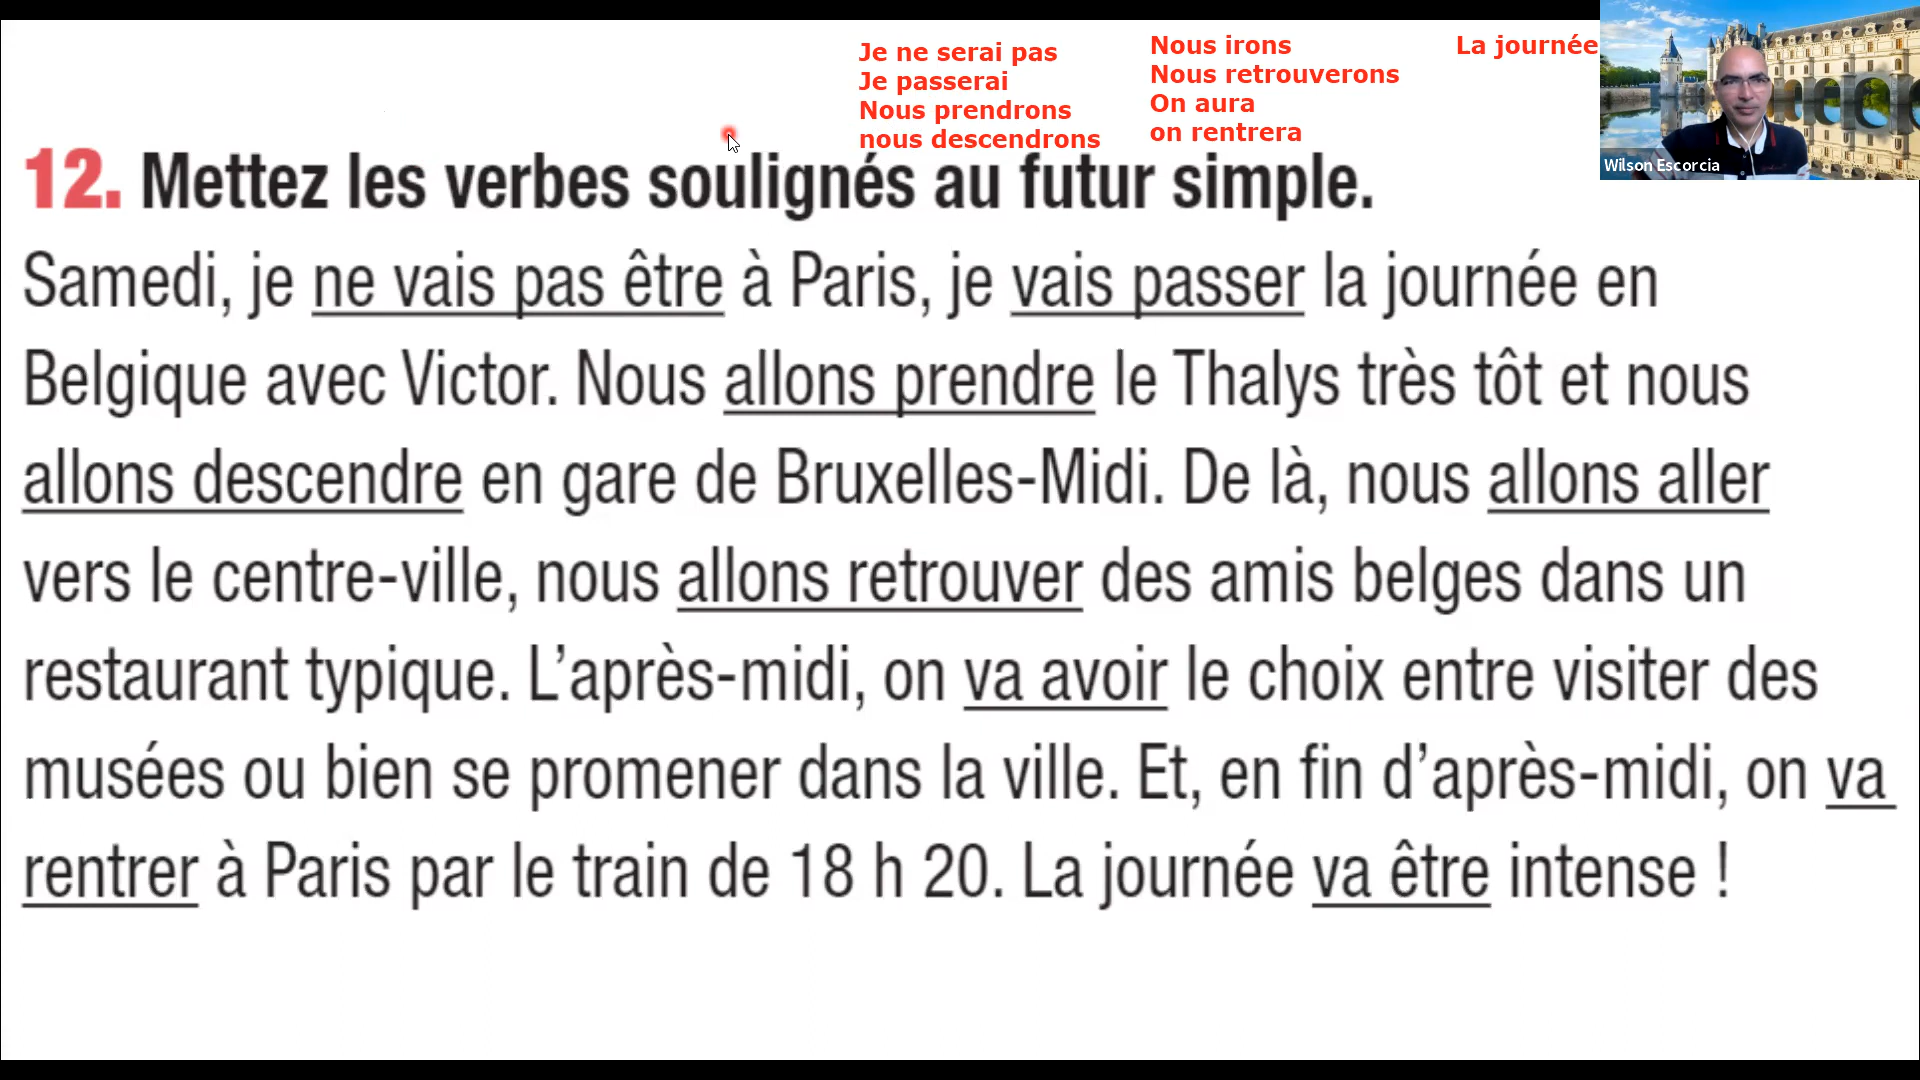 Je ne serai pas
Je passerai
Nous prendrons
nous descendrons
Nous irons
Nous retrouverons
On aura
on rentrera
La journée
Wilson Escorcia
12. Mettez les verbes soulignés au futur simple.
Samedi, je ne vais pas être à Paris, je vais passer la journée en
Belgique avec Victor. Nous allons prendre le Thalys très tôt et nous
allons descendre en gare de Bruxelles-Midi. De là, nous allons aller
vers le centre-ville, nous allons retrouver des amis belges dans un
restaurant typique. L’après-midi, on va avoir le choix entre visiter des
musées ou bien se promener dans la ville. Et, en fin d’après-midi, on va
rentrer à Paris par le train de 18 h 20. La journée va être intense !